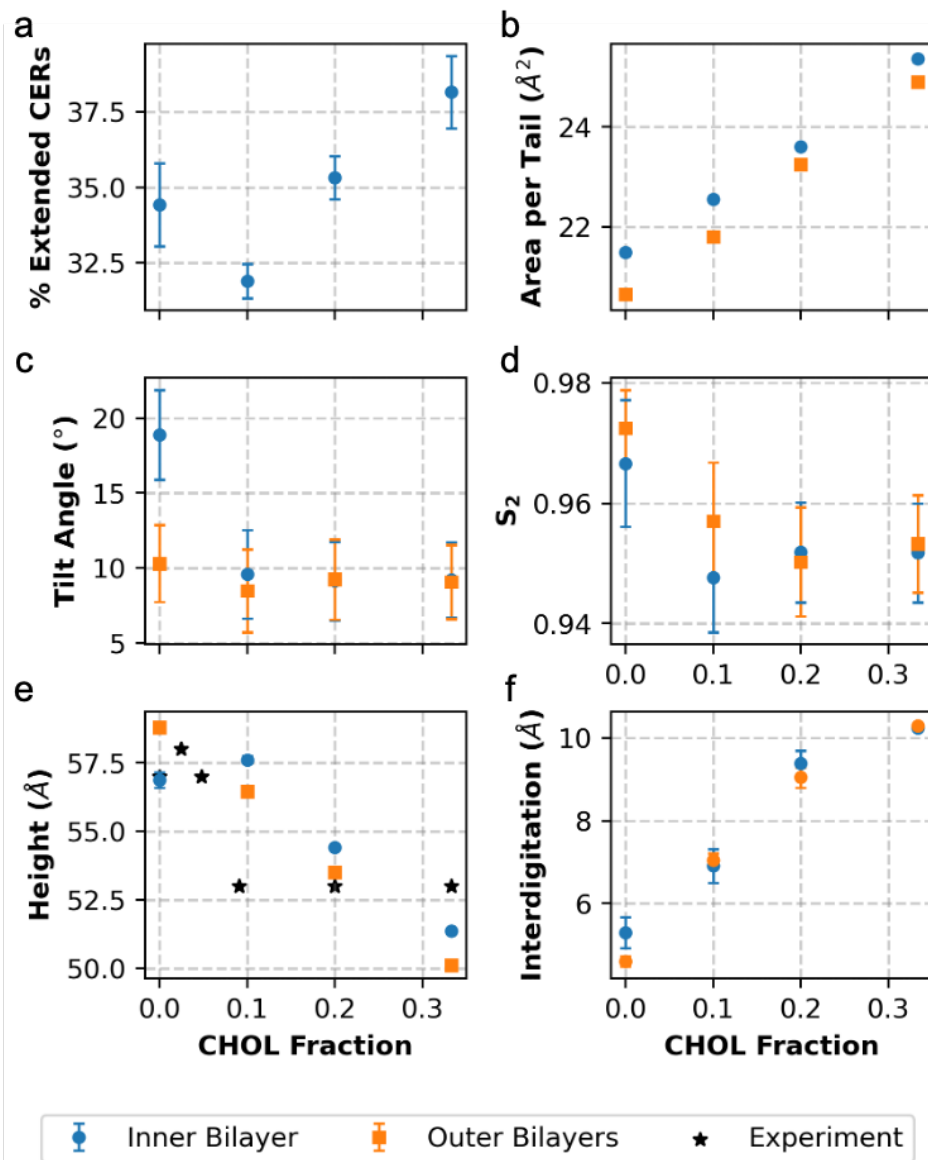 a
% Extended CERs
37.5
35.0
32.5
b
Area per Tail (Å²)
24
22
c
Tilt Angle (°)
20
15
10
5
d
S₂
0.98
0.96
0.94
0.0 0.1 0.2 0.3
e
Height (Å)
57.5
55.0
52.5
50.0
0.0 0.1 0.2 0.3
CHOL Fraction
f
Interdigitation (Å)
10
8
6
0.0 0.1 0.2 0.3
CHOL Fraction
Inner Bilayer Outer Bilayers Experiment